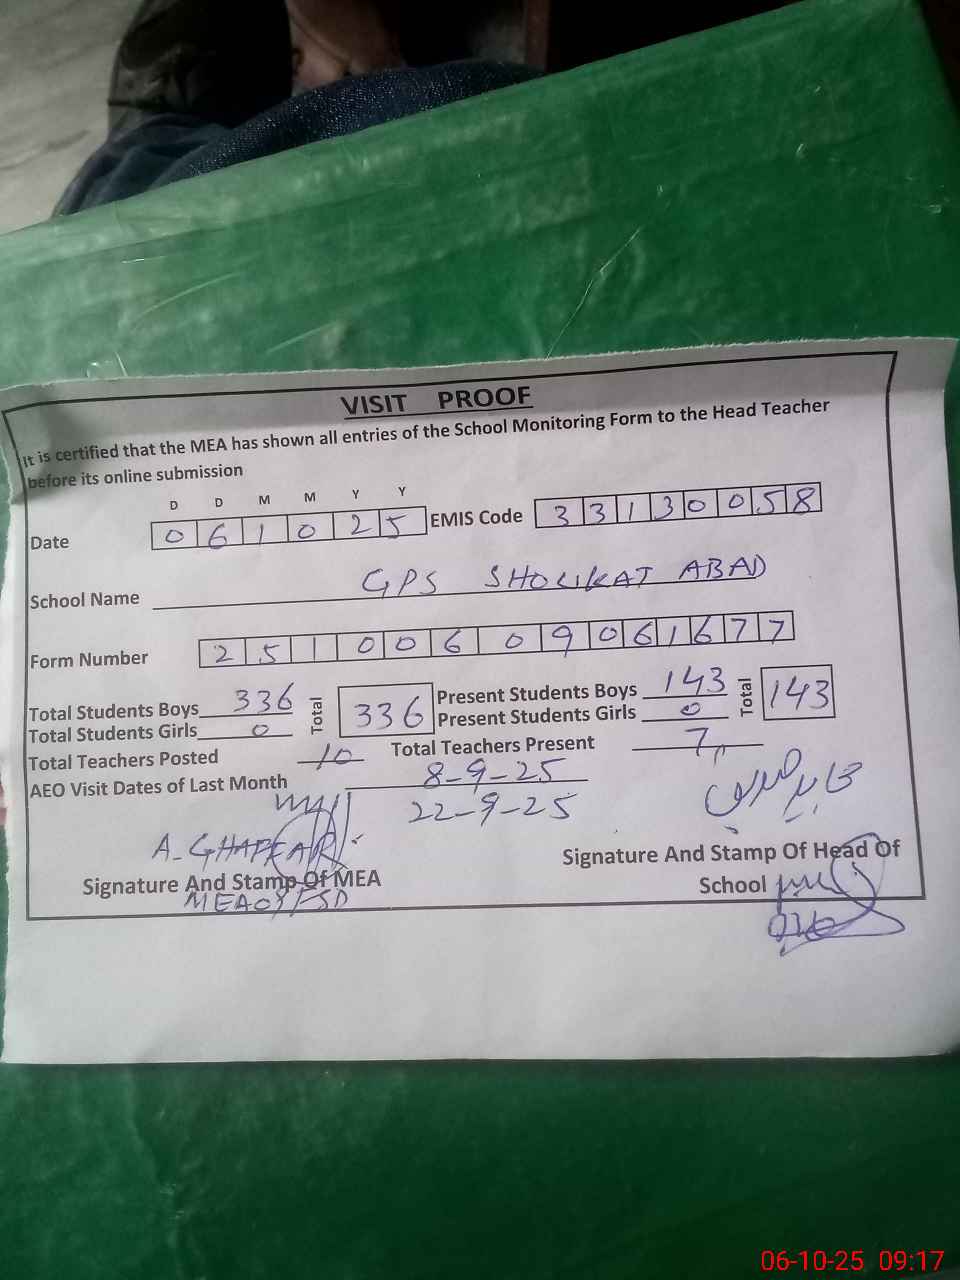 VISIT PROOF
It is certified that the MEA has shown all entries of the School Monitoring Form to the Head Teacher
before its online submission
D D M M Y Y
Date 0 6 1 0 2 5 EMIS Code 3 3 1 3 0 0 5 8
School Name GPS SHOUKAT ABAD
Form Number 2 5 1 0 0 6 0 9 0 6 1 6 7 7
Total Students Boys 336 Total 336 Present Students Boys 143 Total 143
Total Students Girls 0 Present Students Girls 0
Total Teachers Posted 10 Total Teachers Present 7
AEO Visit Dates of Last Month 8-9-25
22-9-25
A-GHAFFAR
Signature And Stamp Of MEA
Signature And Stamp Of Head Of
School
06-10-25 09:17